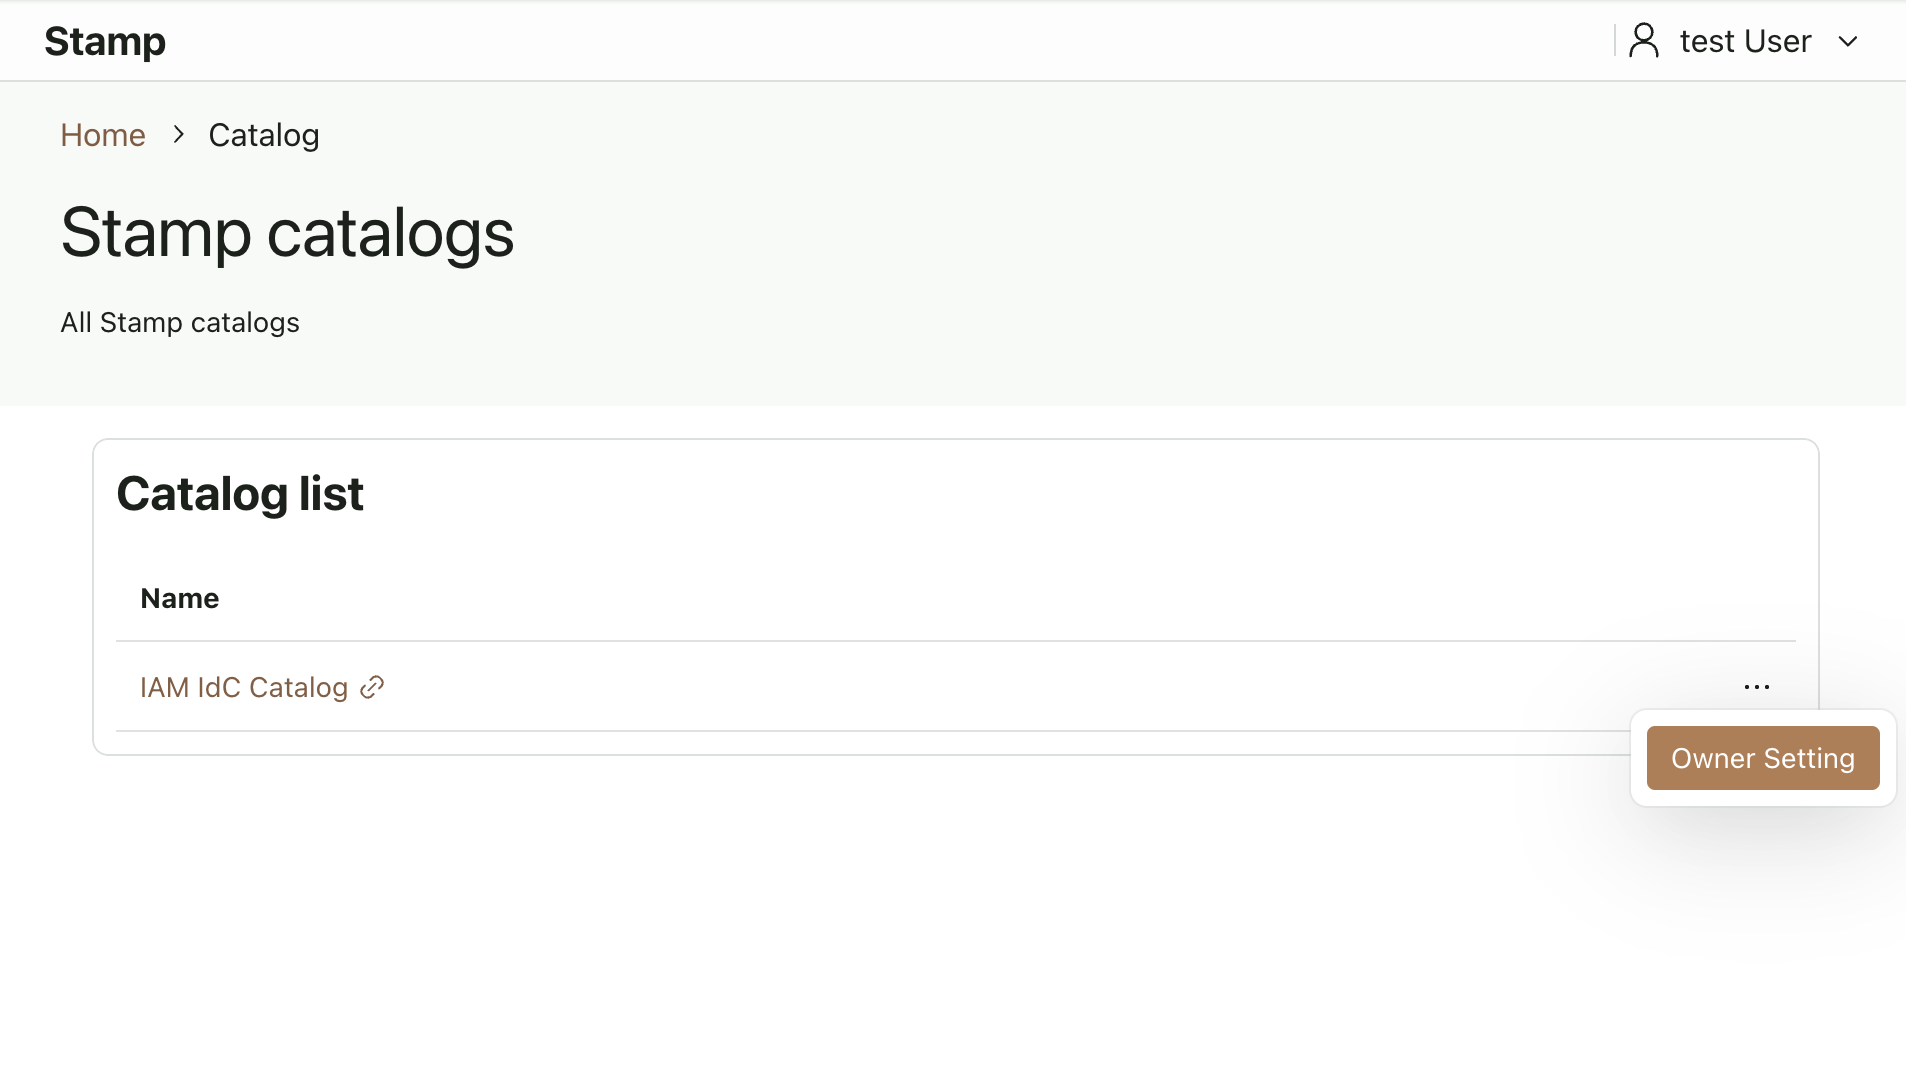 Stamp
test User
Home > Catalog
Stamp catalogs
All Stamp catalogs
Catalog list
Name
IAM IdC Catalog
...
Owner Setting